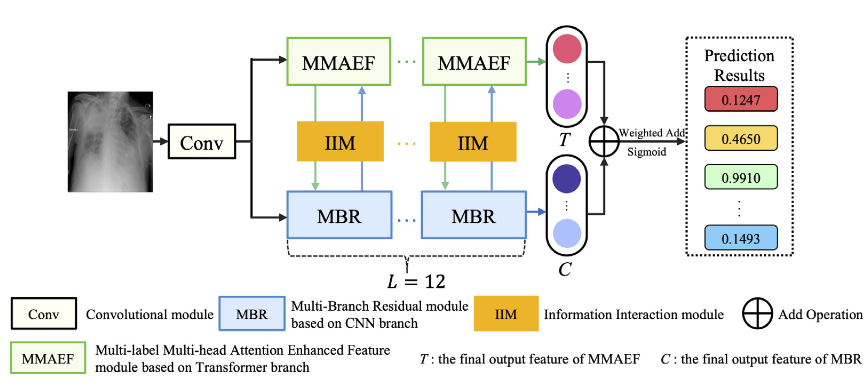 MMAEF ... MMAEF
Prediction
Results
0.1247
0.4650
0.9910
0.1493
Conv
IIM ... IIM
T
Weighted Add
Sigmoid
MBR ... MBR
C
L = 12
Conv Convolutional module
MBR Multi-Branch Residual module
based on CNN branch
IIM Information Interaction module
Add Operation
MMAEF Multi-label Multi-head Attention Enhanced Feature
module based on Transformer branch
T : the final output feature of MMAEF
C : the final output feature of MBR